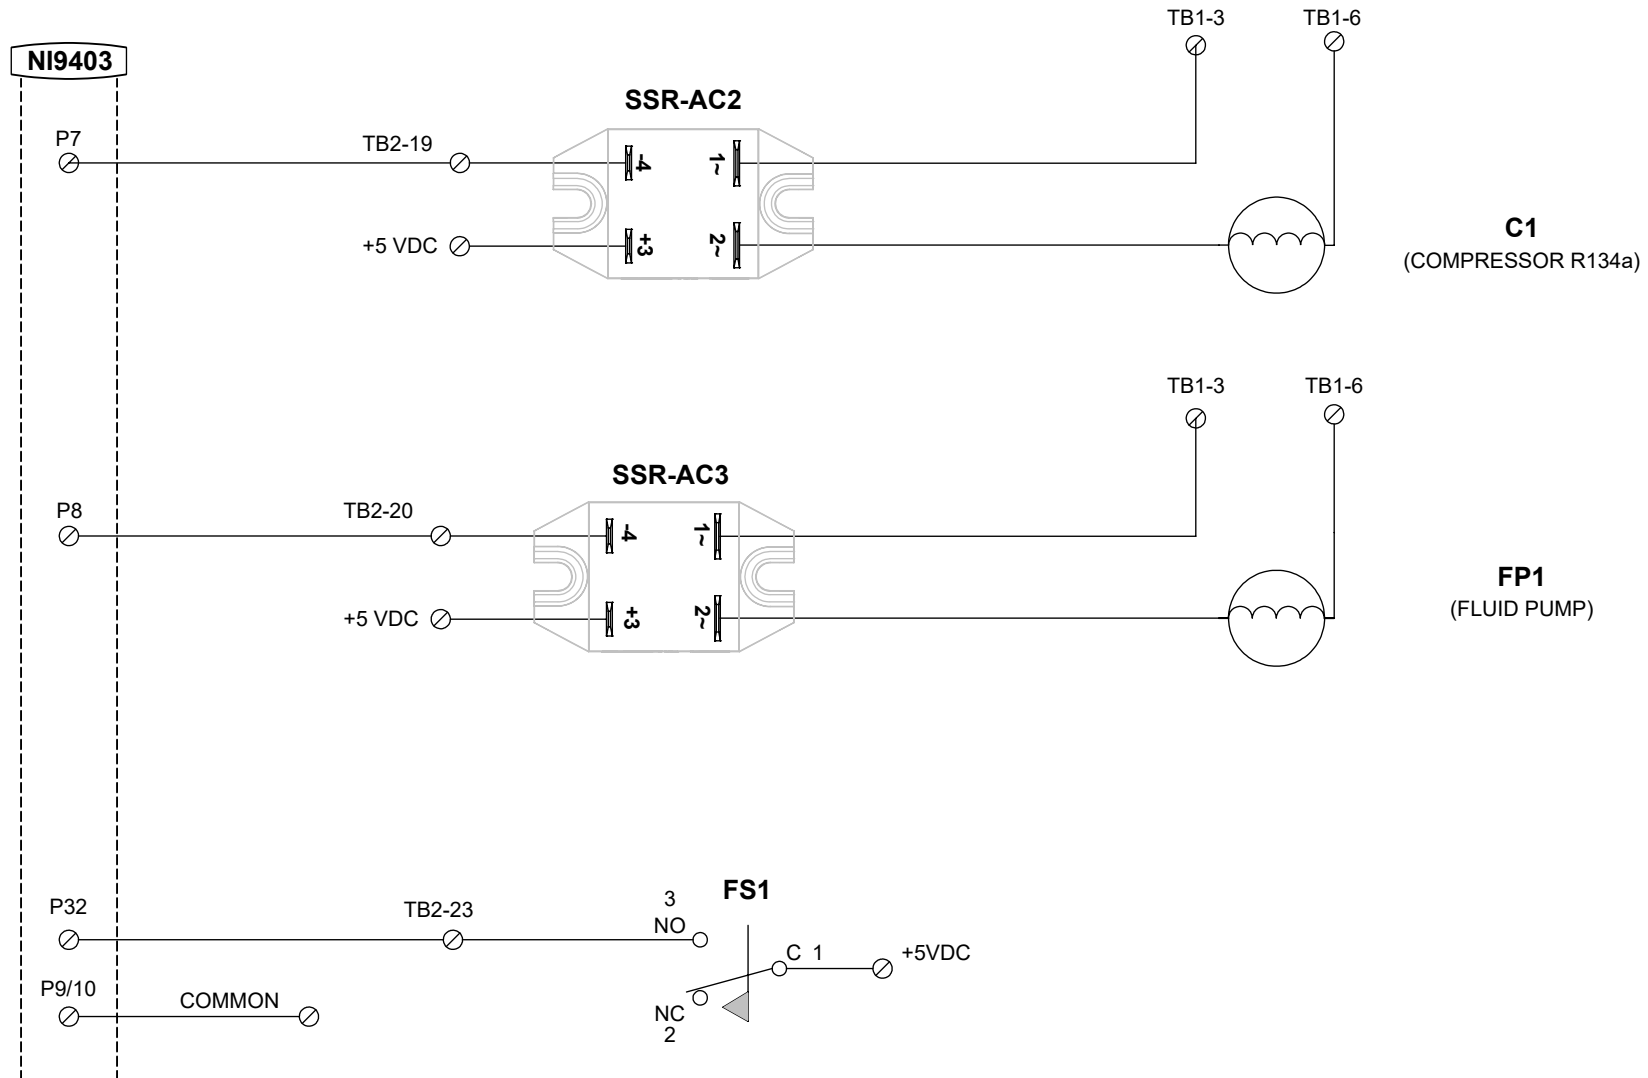 TB1-3
TB1-6
NI9403
SSR-AC2
P7
TB2-19
-4
1~
+5 VDC
+3
2~
C1
(COMPRESSOR R134a)
TB1-3
TB1-6
SSR-AC3
P8
TB2-20
-4
1~
+5 VDC
+3
2~
FP1
(FLUID PUMP)
FS1
P32
TB2-23
3
NO
C 1
+5VDC
P9/10
COMMON
NC
2